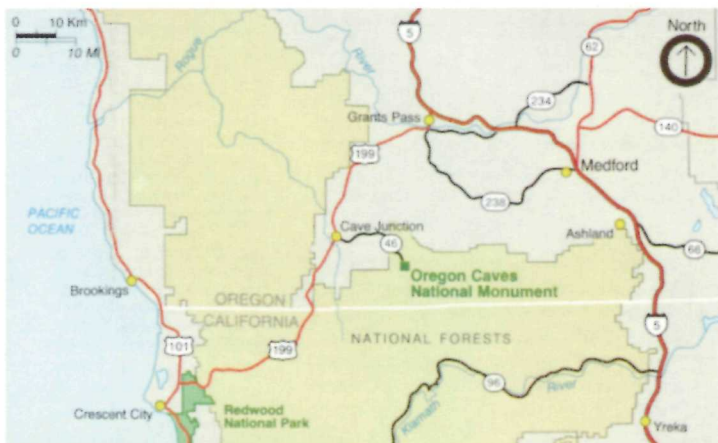 0 10 Km
0 10 Mi
North
5
62
Rogue
River
234
Grants Pass
140
199
Medford
238
PACIFIC
OCEAN
Cave Junction
46
Ashland
66
Oregon Caves
National Monument
Brookings
OREGON
CALIFORNIA
NATIONAL FORESTS
5
101
199
96
River
Klamath
Crescent City
Redwood
National Park
Yreka